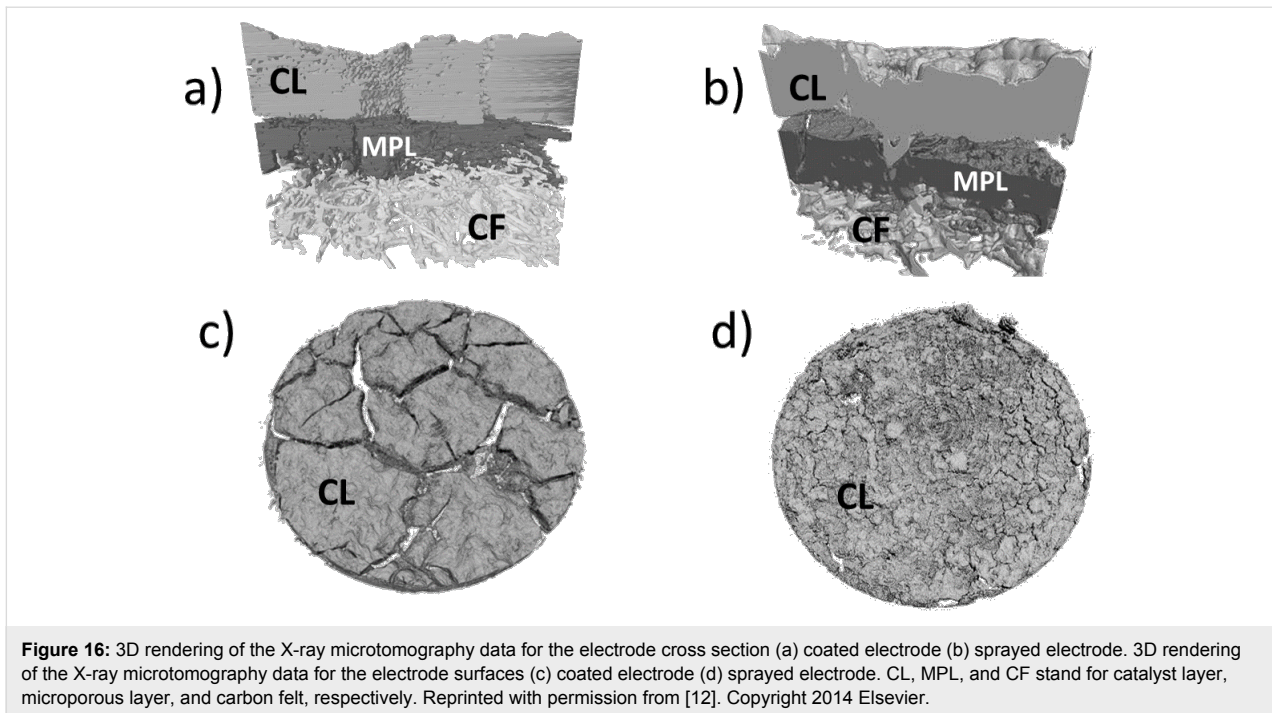 a)
CL
MPL
CF
b)
CL
MPL
CF
c)
CL
d)
CL
Figure 16: 3D rendering of the X-ray microtomography data for the electrode cross section (a) coated electrode (b) sprayed electrode. 3D rendering
of the X-ray microtomography data for the electrode surfaces (c) coated electrode (d) sprayed electrode. CL, MPL, and CF stand for catalyst layer,
microporous layer, and carbon felt, respectively. Reprinted with permission from [12]. Copyright 2014 Elsevier.